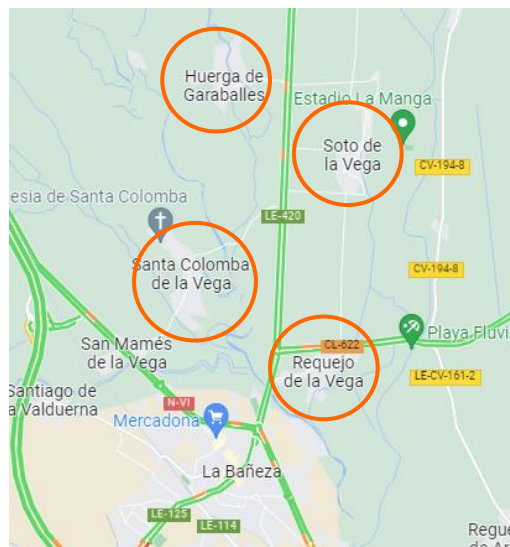 Huerga de
Garaballes
Estadio La Manga
Soto de
la Vega
CV-194-8
esia de Santa Colomba
LE-420
Santa Colomba
de la Vega
CV-194-8
Playa Fluvi
CL-622
San Mamés
de la Vega
Requejo
de la Vega
LE-CV-161-2
Santiago de
a Valduerna
N-VI
Mercadona
La Bañeza
LE-125
LE-114
Regue
de Ar